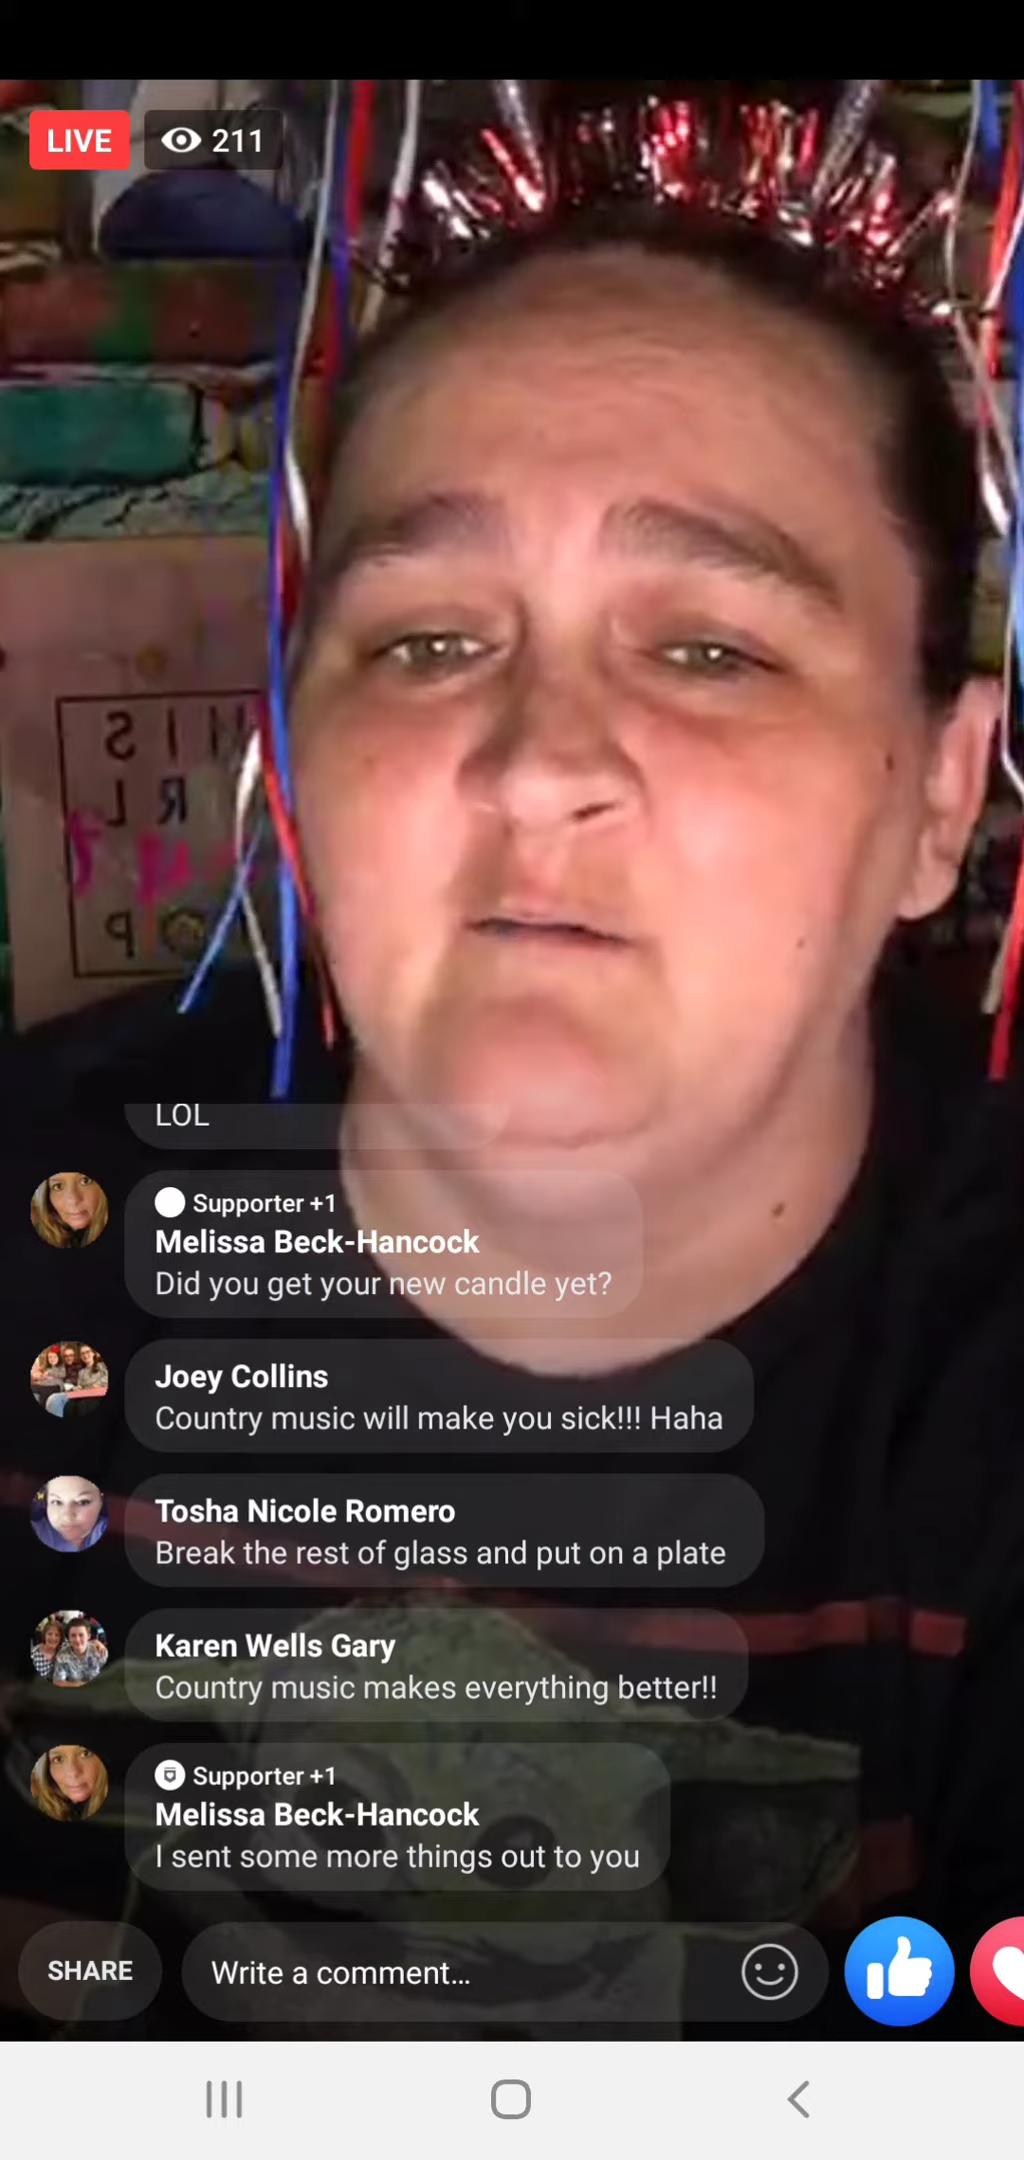 LIVE
211
LOL
Supporter +1
Melissa Beck-Hancock
Did you get your new candle yet?
Joey Collins
Country music will make you sick!!! Haha
Tosha Nicole Romero
Break the rest of glass and put on a plate
Karen Wells Gary
Country music makes everything better!!
Supporter +1
Melissa Beck-Hancock
I sent some more things out to you
SHARE
Write a comment...